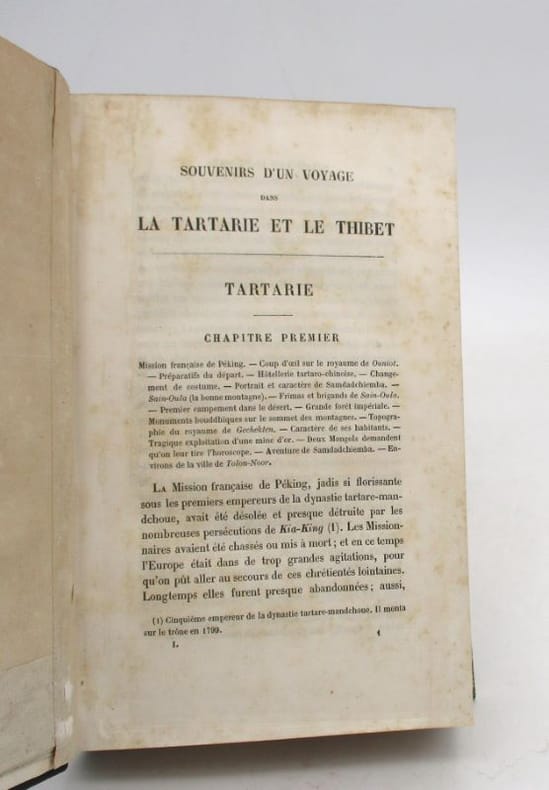 SOUVENIRS D'UN VOYAGE
DANS
LA TARTARIE ET LE THIBET
TARTARIE
CHAPITRE PREMIER
Mission française de Péking. — Coup d'œil sur le royaume de Ouniot.
— Préparatifs du départ. — Hôtellerie tartaro-chinoise. — Change-
ment de costume. — Portrait et caractère de Samdadchiemba. —
Sain-Oula (la bonne montagne). — Frimas et brigands de Sain-Oula.
— Premier campement dans le désert. — Grande forêt impériale. —
Monuments bouddhiques sur le sommet des montagnes. — Topogra-
phie du royaume de Gechekten. — Caractère de ses habitants. —
Tragique exploitation d'une mine d'or. — Deux Mongols demandent
qu'on leur tire l'horoscope. — Aventure de Samdadchiemba. — En-
virons de la ville de Tolon-Noor.
LA Mission française de Péking, jadis si florissante
sous les premiers empereurs de la dynastie tartare-man-
dchoue, avait été désolée et presque détruite par les
nombreuses persécutions de Kia-King (1). Les Mission-
naires avaient été chassés ou mis à mort ; et en ce temps
l'Europe était dans de trop grandes agitations, pour
qu'on pût aller au secours de ces chrétientés lointaines.
Longtemps elles furent presque abandonnées ; aussi,
(1) Cinquième empereur de la dynastie tartare-mandchoue. Il monta
sur le trône en 1799.
I. 1